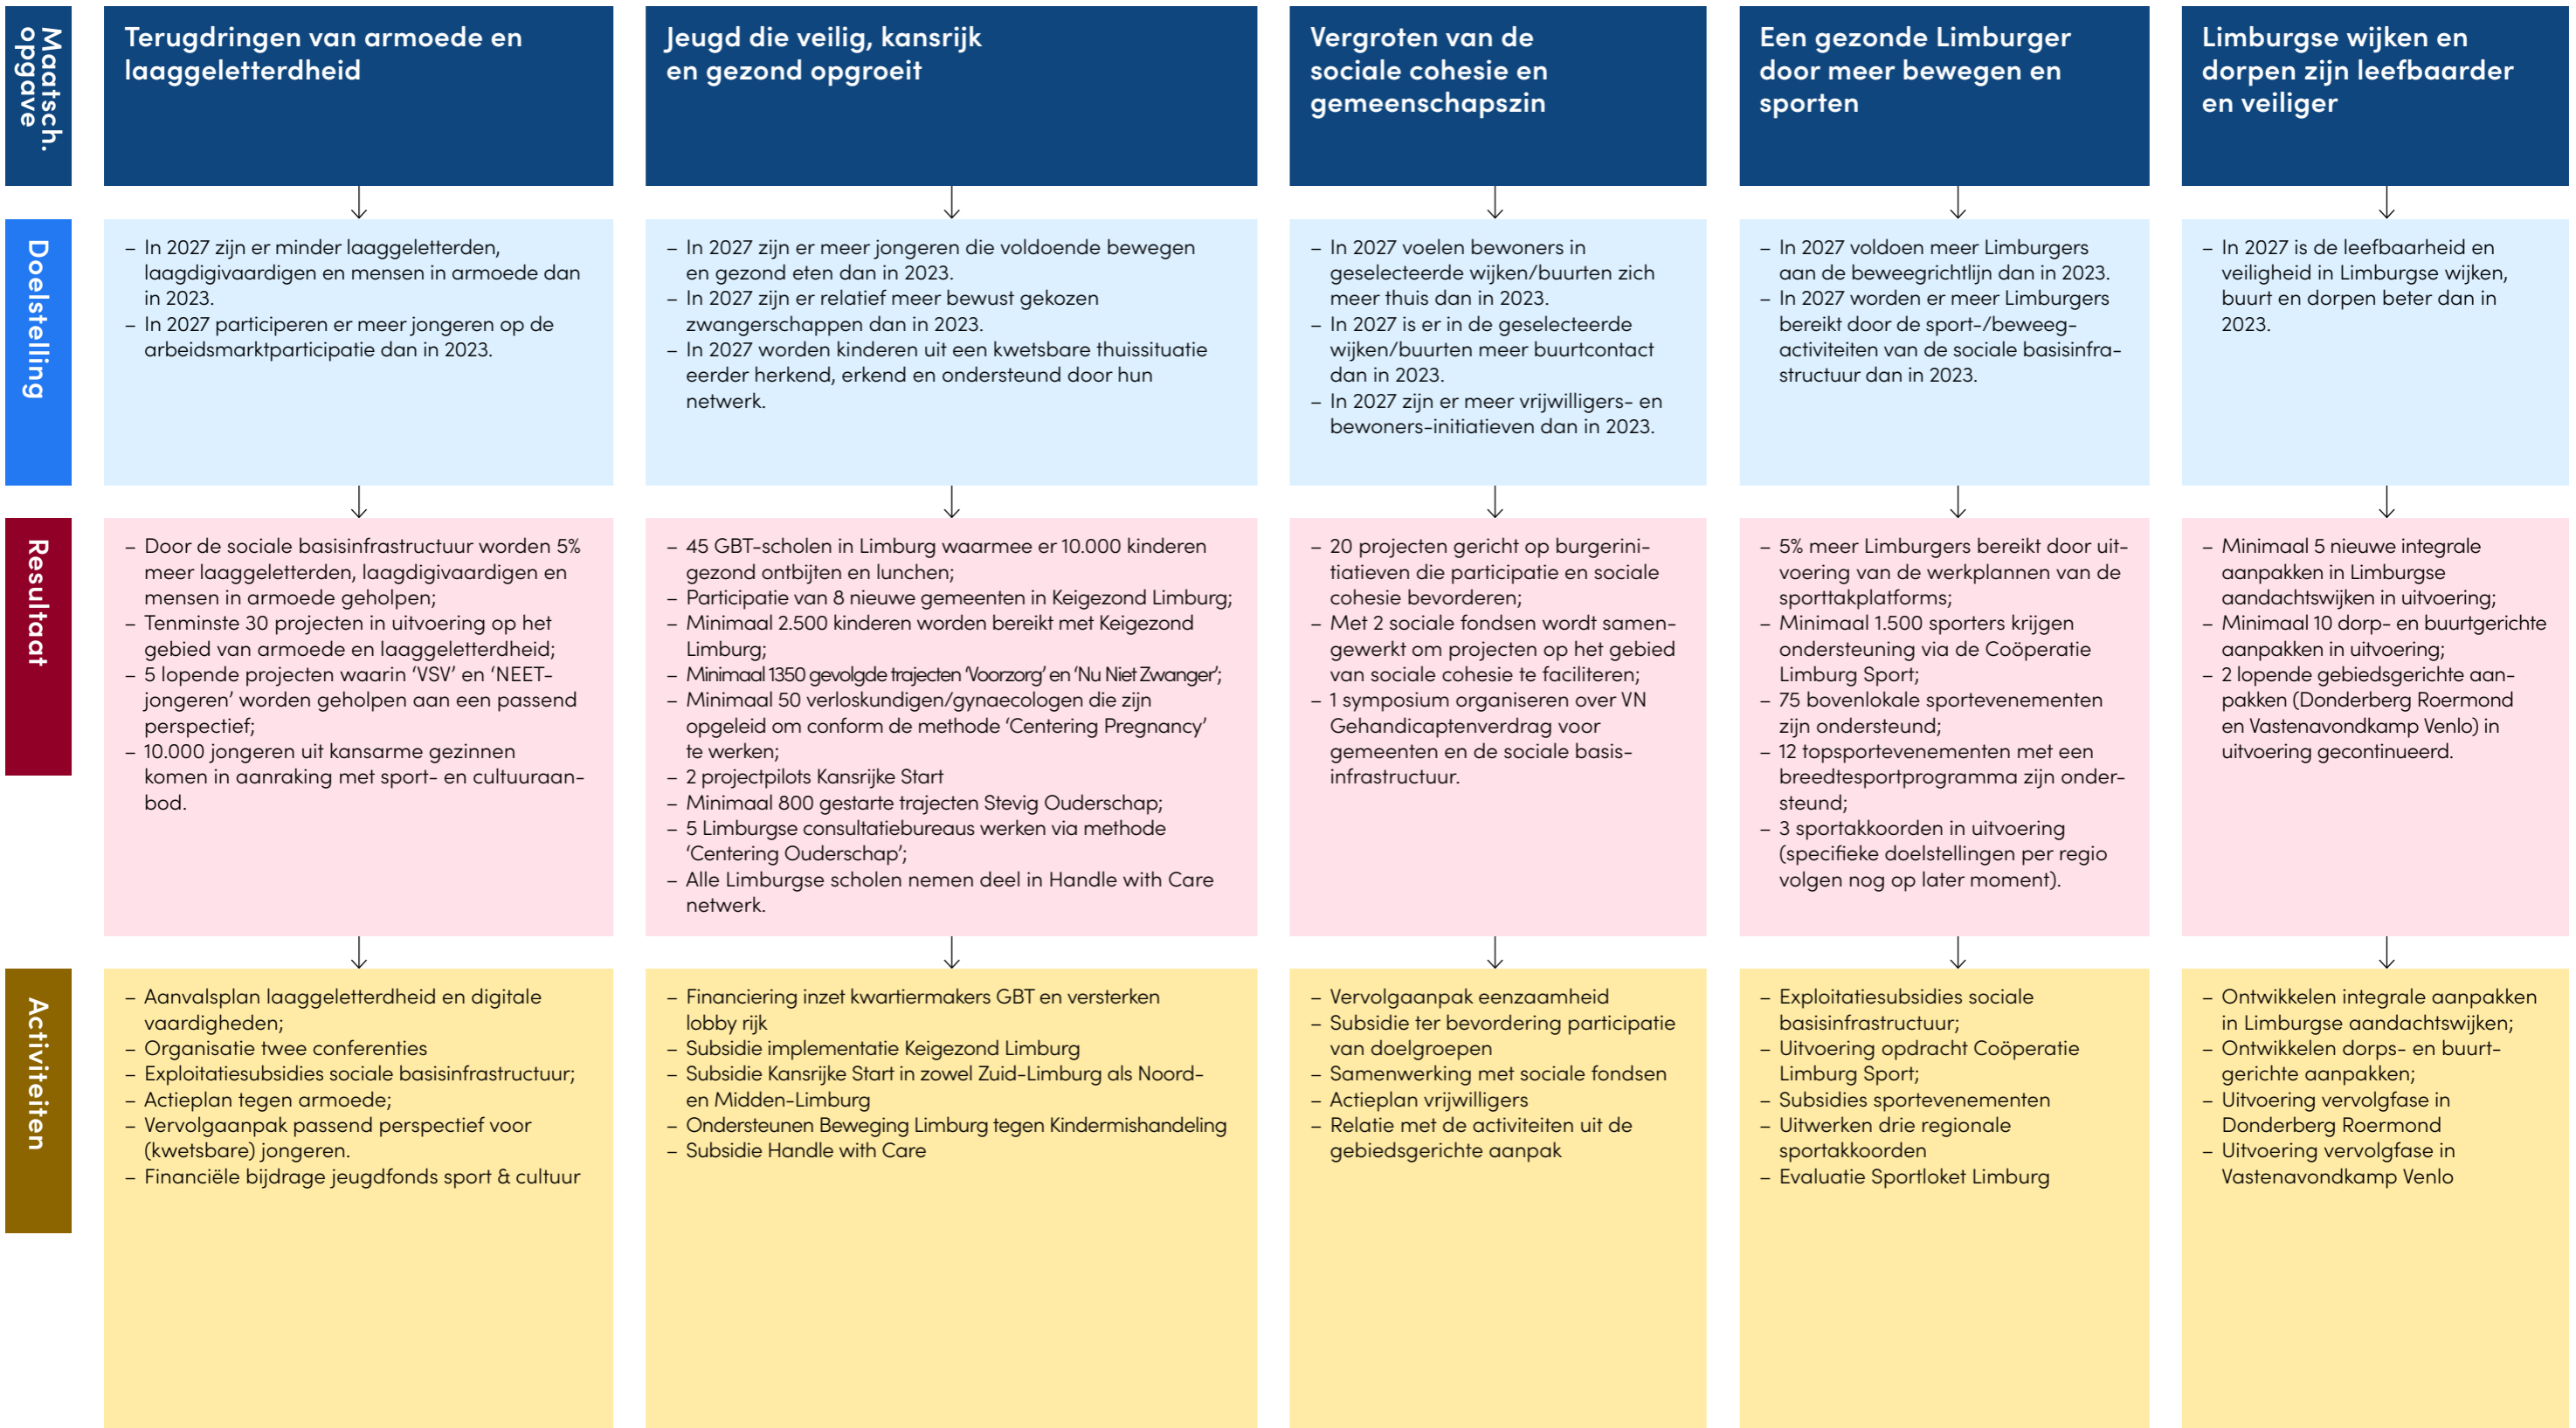 Maatsch.
opgave
Terugdringen van armoede en
laaggeletterdheid
Jeugd die veilig, kansrijk
en gezond opgroeit
Vergroten van de
sociale cohesie en
gemeenschapszin
Een gezonde Limburger
door meer bewegen en
sporten
Limburgse wijken en
dorpen zijn leefbaarder
en veiliger
Doelstelling
– In 2027 zijn er minder laaggeletterden,
laagdigivaardigen en mensen in armoede dan
in 2023.
– In 2027 participeren er meer jongeren op de
arbeidsmarktparticipatie dan in 2023.
– In 2027 zijn er meer jongeren die voldoende bewegen
en gezond eten dan in 2023.
– In 2027 zijn er relatief meer bewust gekozen
zwangerschappen dan in 2023.
– In 2027 worden kinderen uit een kwetsbare thuissituatie
eerder herkend, erkend en ondersteund door hun
netwerk.
– In 2027 voelen bewoners in
geselecteerde wijken/buurten zich
meer thuis dan in 2023.
– In 2027 is er in de geselecteerde
wijken/buurten meer buurtcontact
dan in 2023.
– In 2027 zijn er meer vrijwilligers- en
bewoners-initiatieven dan in 2023.
– In 2027 voldoen meer Limburgers
aan de beweegrichtlijn dan in 2023.
– In 2027 worden er meer Limburgers
bereikt door de sport-/beweeg-
activiteiten van de sociale basisinfra-
structuur dan in 2023.
– In 2027 is de leefbaarheid en
veiligheid in Limburgse wijken,
buurt en dorpen beter dan in
2023.
Resultaat
– Door de sociale basisinfrastructuur worden 5%
meer laaggeletterden, laagdigivaardigen en
mensen in armoede geholpen;
– Tenminste 30 projecten in uitvoering op het
gebied van armoede en laaggeletterdheid;
– 5 lopende projecten waarin ‘VSV’ en ‘NEET-
jongeren’ worden geholpen aan een passend
perspectief;
– 10.000 jongeren uit kansarme gezinnen
komen in aanraking met sport- en cultuuraan-
bod.
– 45 GBT-scholen in Limburg waarmee er 10.000 kinderen
gezond ontbijten en lunchen;
– Participatie van 8 nieuwe gemeenten in Keigezond Limburg;
– Minimaal 2.500 kinderen worden bereikt met Keigezond
Limburg;
– Minimaal 1350 gevolgde trajecten ‘Voorzorg’ en ‘Nu Niet Zwanger’;
– Minimaal 50 verloskundigen/gynaecologen die zijn
opgeleid om conform de methode ‘Centering Pregnancy’
te werken;
– 2 projectpilots Kansrijke Start
– Minimaal 800 gestarte trajecten Stevig Ouderschap;
– 5 Limburgse consultatiebureaus werken via methode
‘Centering Ouderschap’;
– Alle Limburgse scholen nemen deel in Handle with Care
netwerk.
– 20 projecten gericht op burgerini-
tiatieven die participatie en sociale
cohesie bevorderen;
– Met 2 sociale fondsen wordt samen-
gewerkt om projecten op het gebied
van sociale cohesie te faciliteren;
– 1 symposium organiseren over VN
Gehandicaptenverdrag voor
gemeenten en de sociale basis-
infrastructuur.
– 5% meer Limburgers bereikt door uit-
voering van de werkplannen van de
sporttakplatforms;
– Minimaal 1.500 sporters krijgen
ondersteuning via de Coöperatie
Limburg Sport;
– 75 bovenlokale sportevenementen
zijn ondersteund;
– 12 topsportevenementen met een
breedtesportprogramma zijn onder-
steund;
– 3 sportakkoorden in uitvoering
(specifieke doelstellingen per regio
volgen nog op later moment).
– Minimaal 5 nieuwe integrale
aanpakken in Limburgse
aandachtswijken in uitvoering;
– Minimaal 10 dorp- en buurtgerichte
aanpakken in uitvoering;
– 2 lopende gebiedsgerichte aan-
pakken (Donderberg Roermond
en Vastenavondkamp Venlo) in
uitvoering gecontinueerd.
Activiteiten
– Aanvalsplan laaggeletterdheid en digitale
vaardigheden;
– Organisatie twee conferenties
– Exploitatiesubsidies sociale basisinfrastructuur;
– Actieplan tegen armoede;
– Vervolgaanpak passend perspectief voor
(kwetsbare) jongeren.
– Financiële bijdrage jeugdfonds sport & cultuur
– Financiering inzet kwartiermakers GBT en versterken
lobby rijk
– Subsidie implementatie Keigezond Limburg
– Subsidie Kansrijke Start in zowel Zuid-Limburg als Noord-
en Midden-Limburg
– Ondersteunen Beweging Limburg tegen Kindermishandeling
– Subsidie Handle with Care
– Vervolgaanpak eenzaamheid
– Subsidie ter bevordering participatie
van doelgroepen
– Samenwerking met sociale fondsen
– Actieplan vrijwilligers
– Relatie met de activiteiten uit de
gebiedsgerichte aanpak
– Exploitatiesubsidies sociale
basisinfrastructuur;
– Uitvoering opdracht Coöperatie
Limburg Sport;
– Subsidies sportevenementen
– Uitwerken drie regionale
sportakkoorden
– Evaluatie Sportloket Limburg
– Ontwikkelen integrale aanpakken
in Limburgse aandachtswijken;
– Ontwikkelen dorps- en buurt-
gerichte aanpakken;
– Uitvoering vervolgfase in
Donderberg Roermond
– Uitvoering vervolgfase in
Vastenavondkamp Venlo